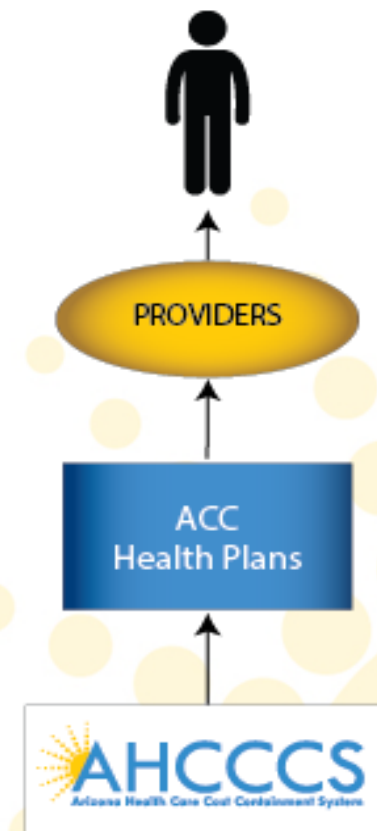 PROVIDERS
ACC
Health Plans
AHCCCS
Arizona Health Care Cost Containment System